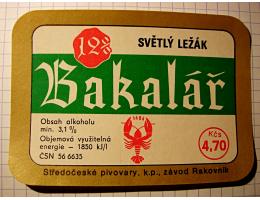 12%
SVĚTLÝ LEŽÁK
Bakalář
Obsah alkoholu
min. 3,1 %
Objemová využitelná
energie – 1850 kJ/l
ČSN 56 6635
Kčs
4,70
Středočeské pivovary, k.p., závod Rakovník